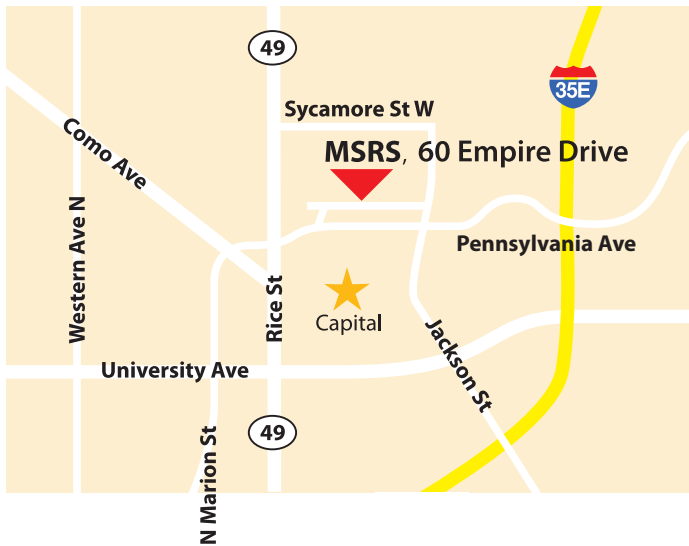 49
35E
Sycamore St W
Como Ave
MSRS, 60 Empire Drive
Western Ave N
Pennsylvania Ave
Rice St
Capital
Jackson St
University Ave
49
N Marion St